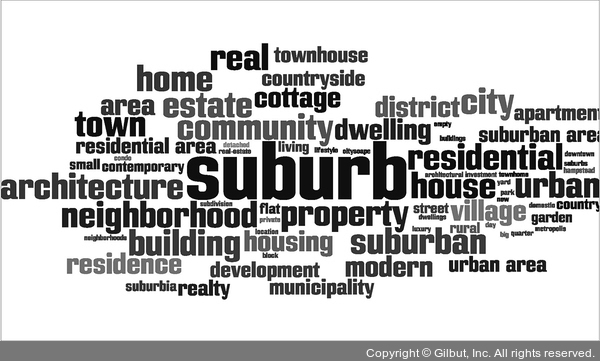 real townhouse
home countryside
area estate cottage district city apartment
town community dwelling empty buildings suburban area
residential area detached real-estate living lifestyle cityscape residential downtown
small condo contemporary suburb architectural investment townhome suburbs hampstead
architecture house yard urban
subdivision park now
neighborhood flat private property street dwellings village domestic country
garden
neighborhoods building location housing suburban luxury rural day big quarter metropolis
block
residence development modern urban area
suburbia realty municipality
Copyright © Gilbut, Inc. All rights reserved.